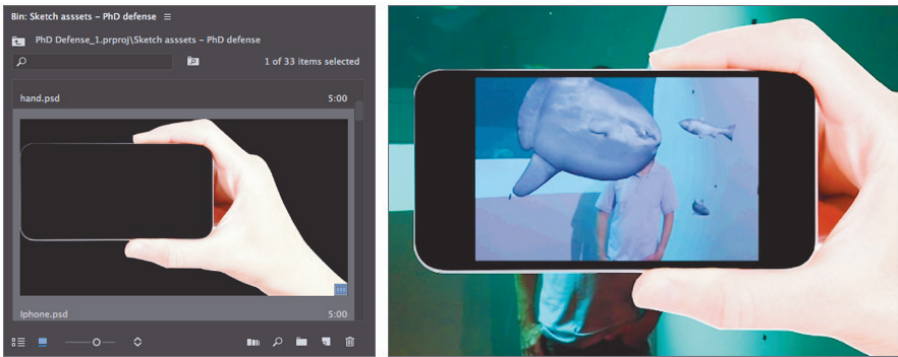 Bin: Sketch asssets – PhD defense
PhD Defense_1.prproj\Sketch asssets – PhD defense
1 of 33 items selected
hand.psd 5:00
Iphone.psd 5:00